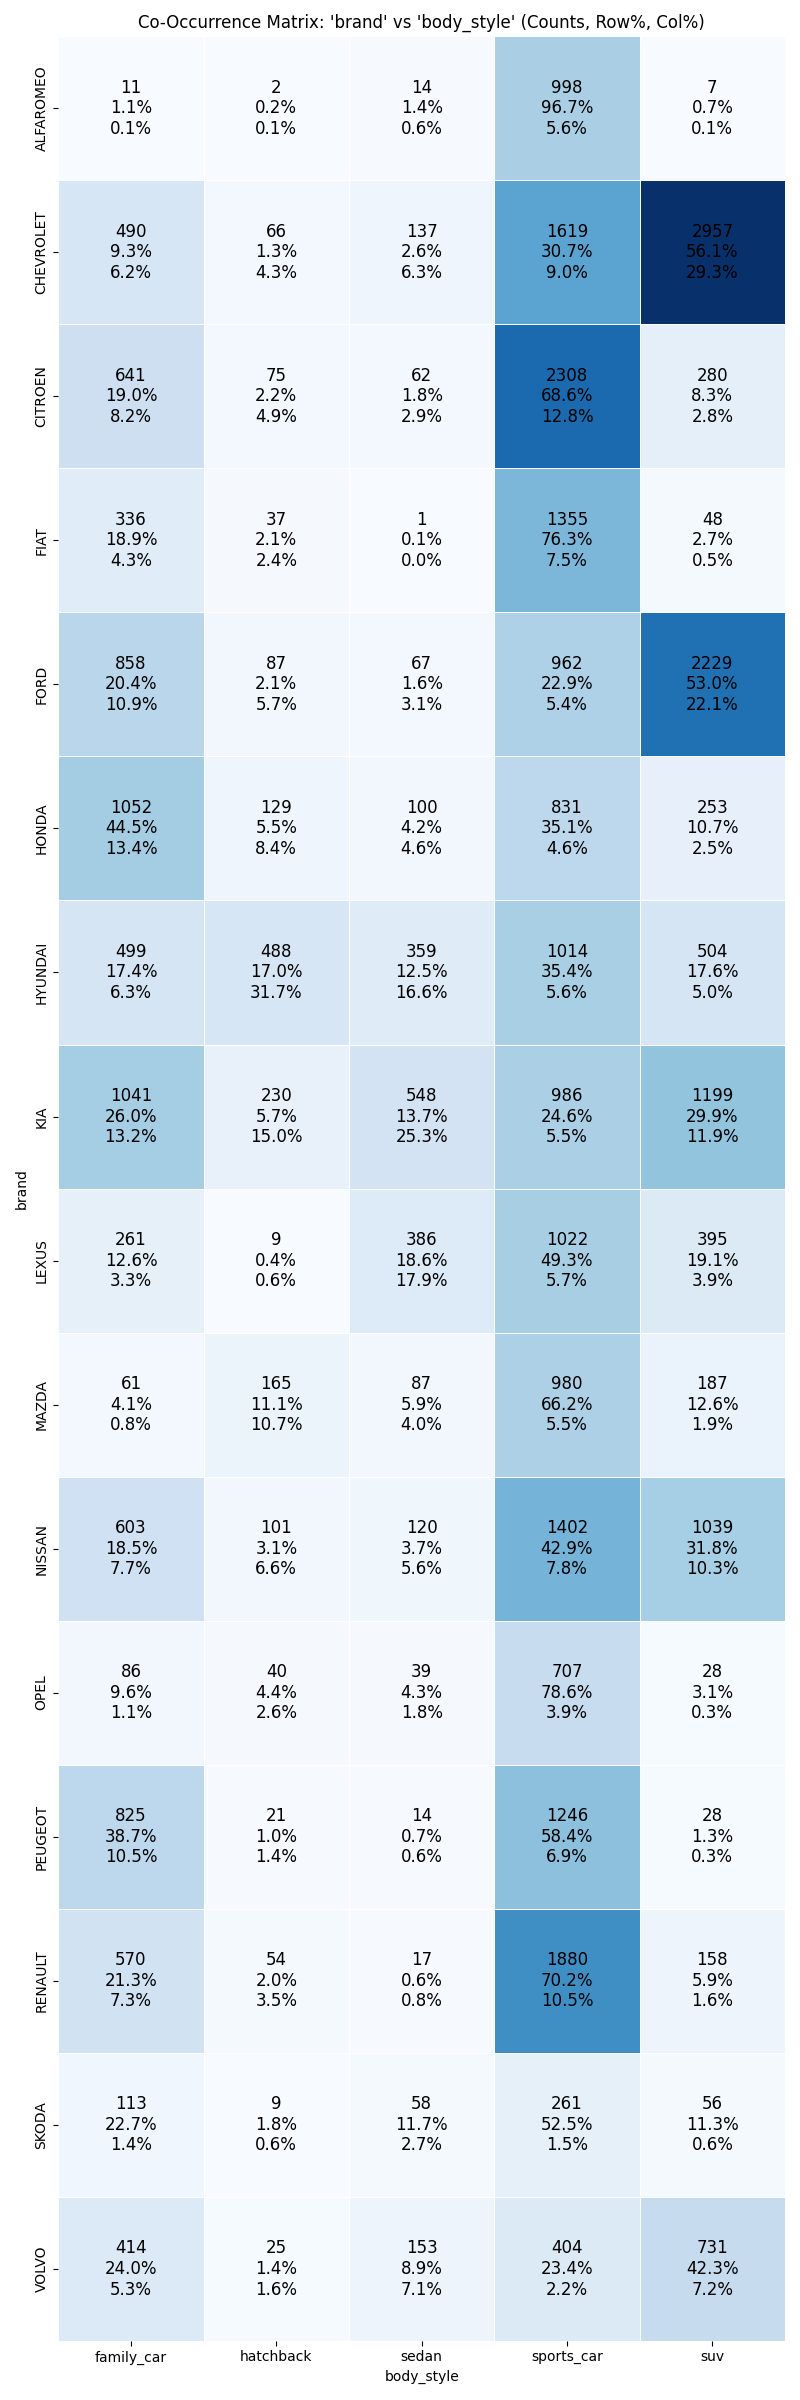 Co-Occurrence Matrix: 'brand' vs 'body_style' (Counts, Row%, Col%)
ALFAROMEO
11 2 14 998 7
1.1% 0.2% 1.4% 96.7% 0.7%
0.1% 0.1% 0.6% 5.6% 0.1%
CHEVROLET
490 66 137 1619 2957
9.3% 1.3% 2.6% 30.7% 56.1%
6.2% 4.3% 6.3% 9.0% 29.3%
CITROEN
641 75 62 2308 280
19.0% 2.2% 1.8% 68.6% 8.3%
8.2% 4.9% 2.9% 12.8% 2.8%
FIAT
336 37 1 1355 48
18.9% 2.1% 0.1% 76.3% 2.7%
4.3% 2.4% 0.0% 7.5% 0.5%
FORD
858 87 67 962 2229
20.4% 2.1% 1.6% 22.9% 53.0%
10.9% 5.7% 3.1% 5.4% 22.1%
HONDA
1052 129 100 831 253
44.5% 5.5% 4.2% 35.1% 10.7%
13.4% 8.4% 4.6% 4.6% 2.5%
HYUNDAI
499 488 359 1014 504
17.4% 17.0% 12.5% 35.4% 17.6%
6.3% 31.7% 16.6% 5.6% 5.0%
KIA
1041 230 548 986 1199
26.0% 5.7% 13.7% 24.6% 29.9%
13.2% 15.0% 25.3% 5.5% 11.9%
brand
LEXUS
261 9 386 1022 395
12.6% 0.4% 18.6% 49.3% 19.1%
3.3% 0.6% 17.9% 5.7% 3.9%
MAZDA
61 165 87 980 187
4.1% 11.1% 5.9% 66.2% 12.6%
0.8% 10.7% 4.0% 5.5% 1.9%
NISSAN
603 101 120 1402 1039
18.5% 3.1% 3.7% 42.9% 31.8%
7.7% 6.6% 5.6% 7.8% 10.3%
OPEL
86 40 39 707 28
9.6% 4.4% 4.3% 78.6% 3.1%
1.1% 2.6% 1.8% 3.9% 0.3%
PEUGEOT
825 21 14 1246 28
38.7% 1.0% 0.7% 58.4% 1.3%
10.5% 1.4% 0.6% 6.9% 0.3%
RENAULT
570 54 17 1880 158
21.3% 2.0% 0.6% 70.2% 5.9%
7.3% 3.5% 0.8% 10.5% 1.6%
SKODA
113 9 58 261 56
22.7% 1.8% 11.7% 52.5% 11.3%
1.4% 0.6% 2.7% 1.5% 0.6%
VOLVO
414 25 153 404 731
24.0% 1.4% 8.9% 23.4% 42.3%
5.3% 1.6% 7.1% 2.2% 7.2%
family_car hatchback sedan sports_car suv
body_style